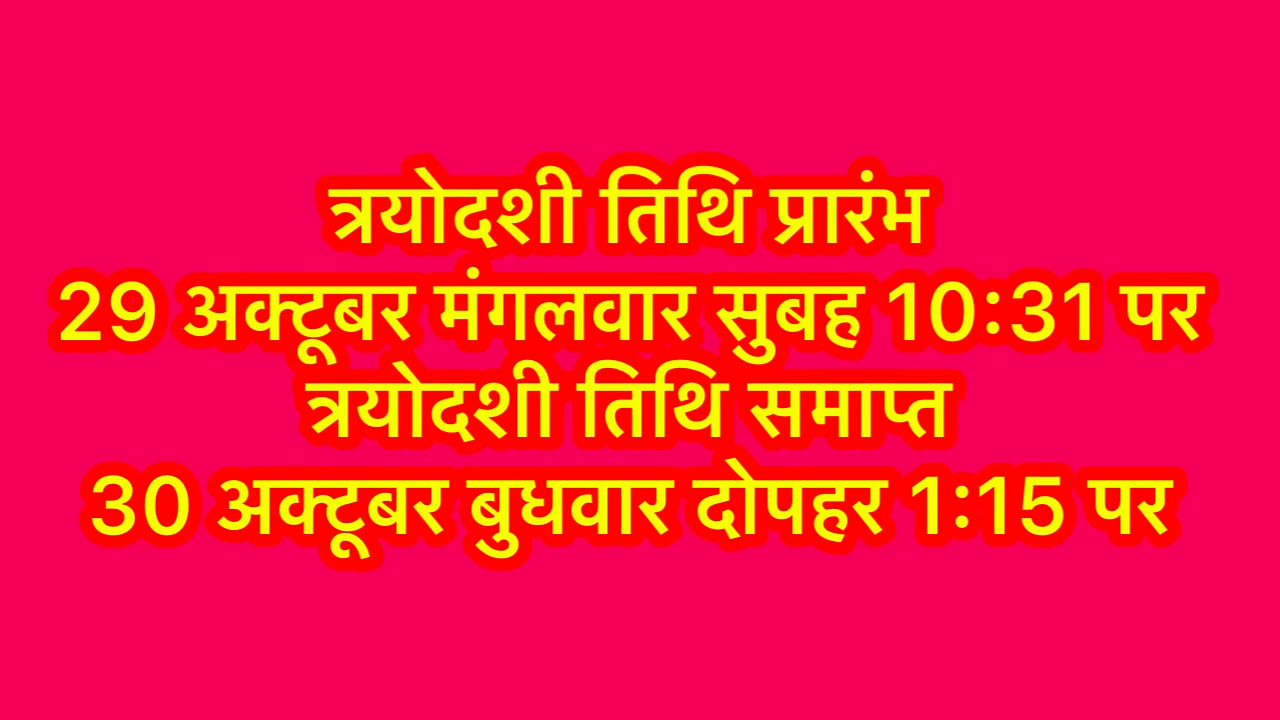 त्रयोदशी तिथि प्रारंभ
29 अक्टूबर मंगलवार सुबह 10:31 पर
त्रयोदशी तिथि समाप्त
30 अक्टूबर बुधवार दोपहर 1:15 पर